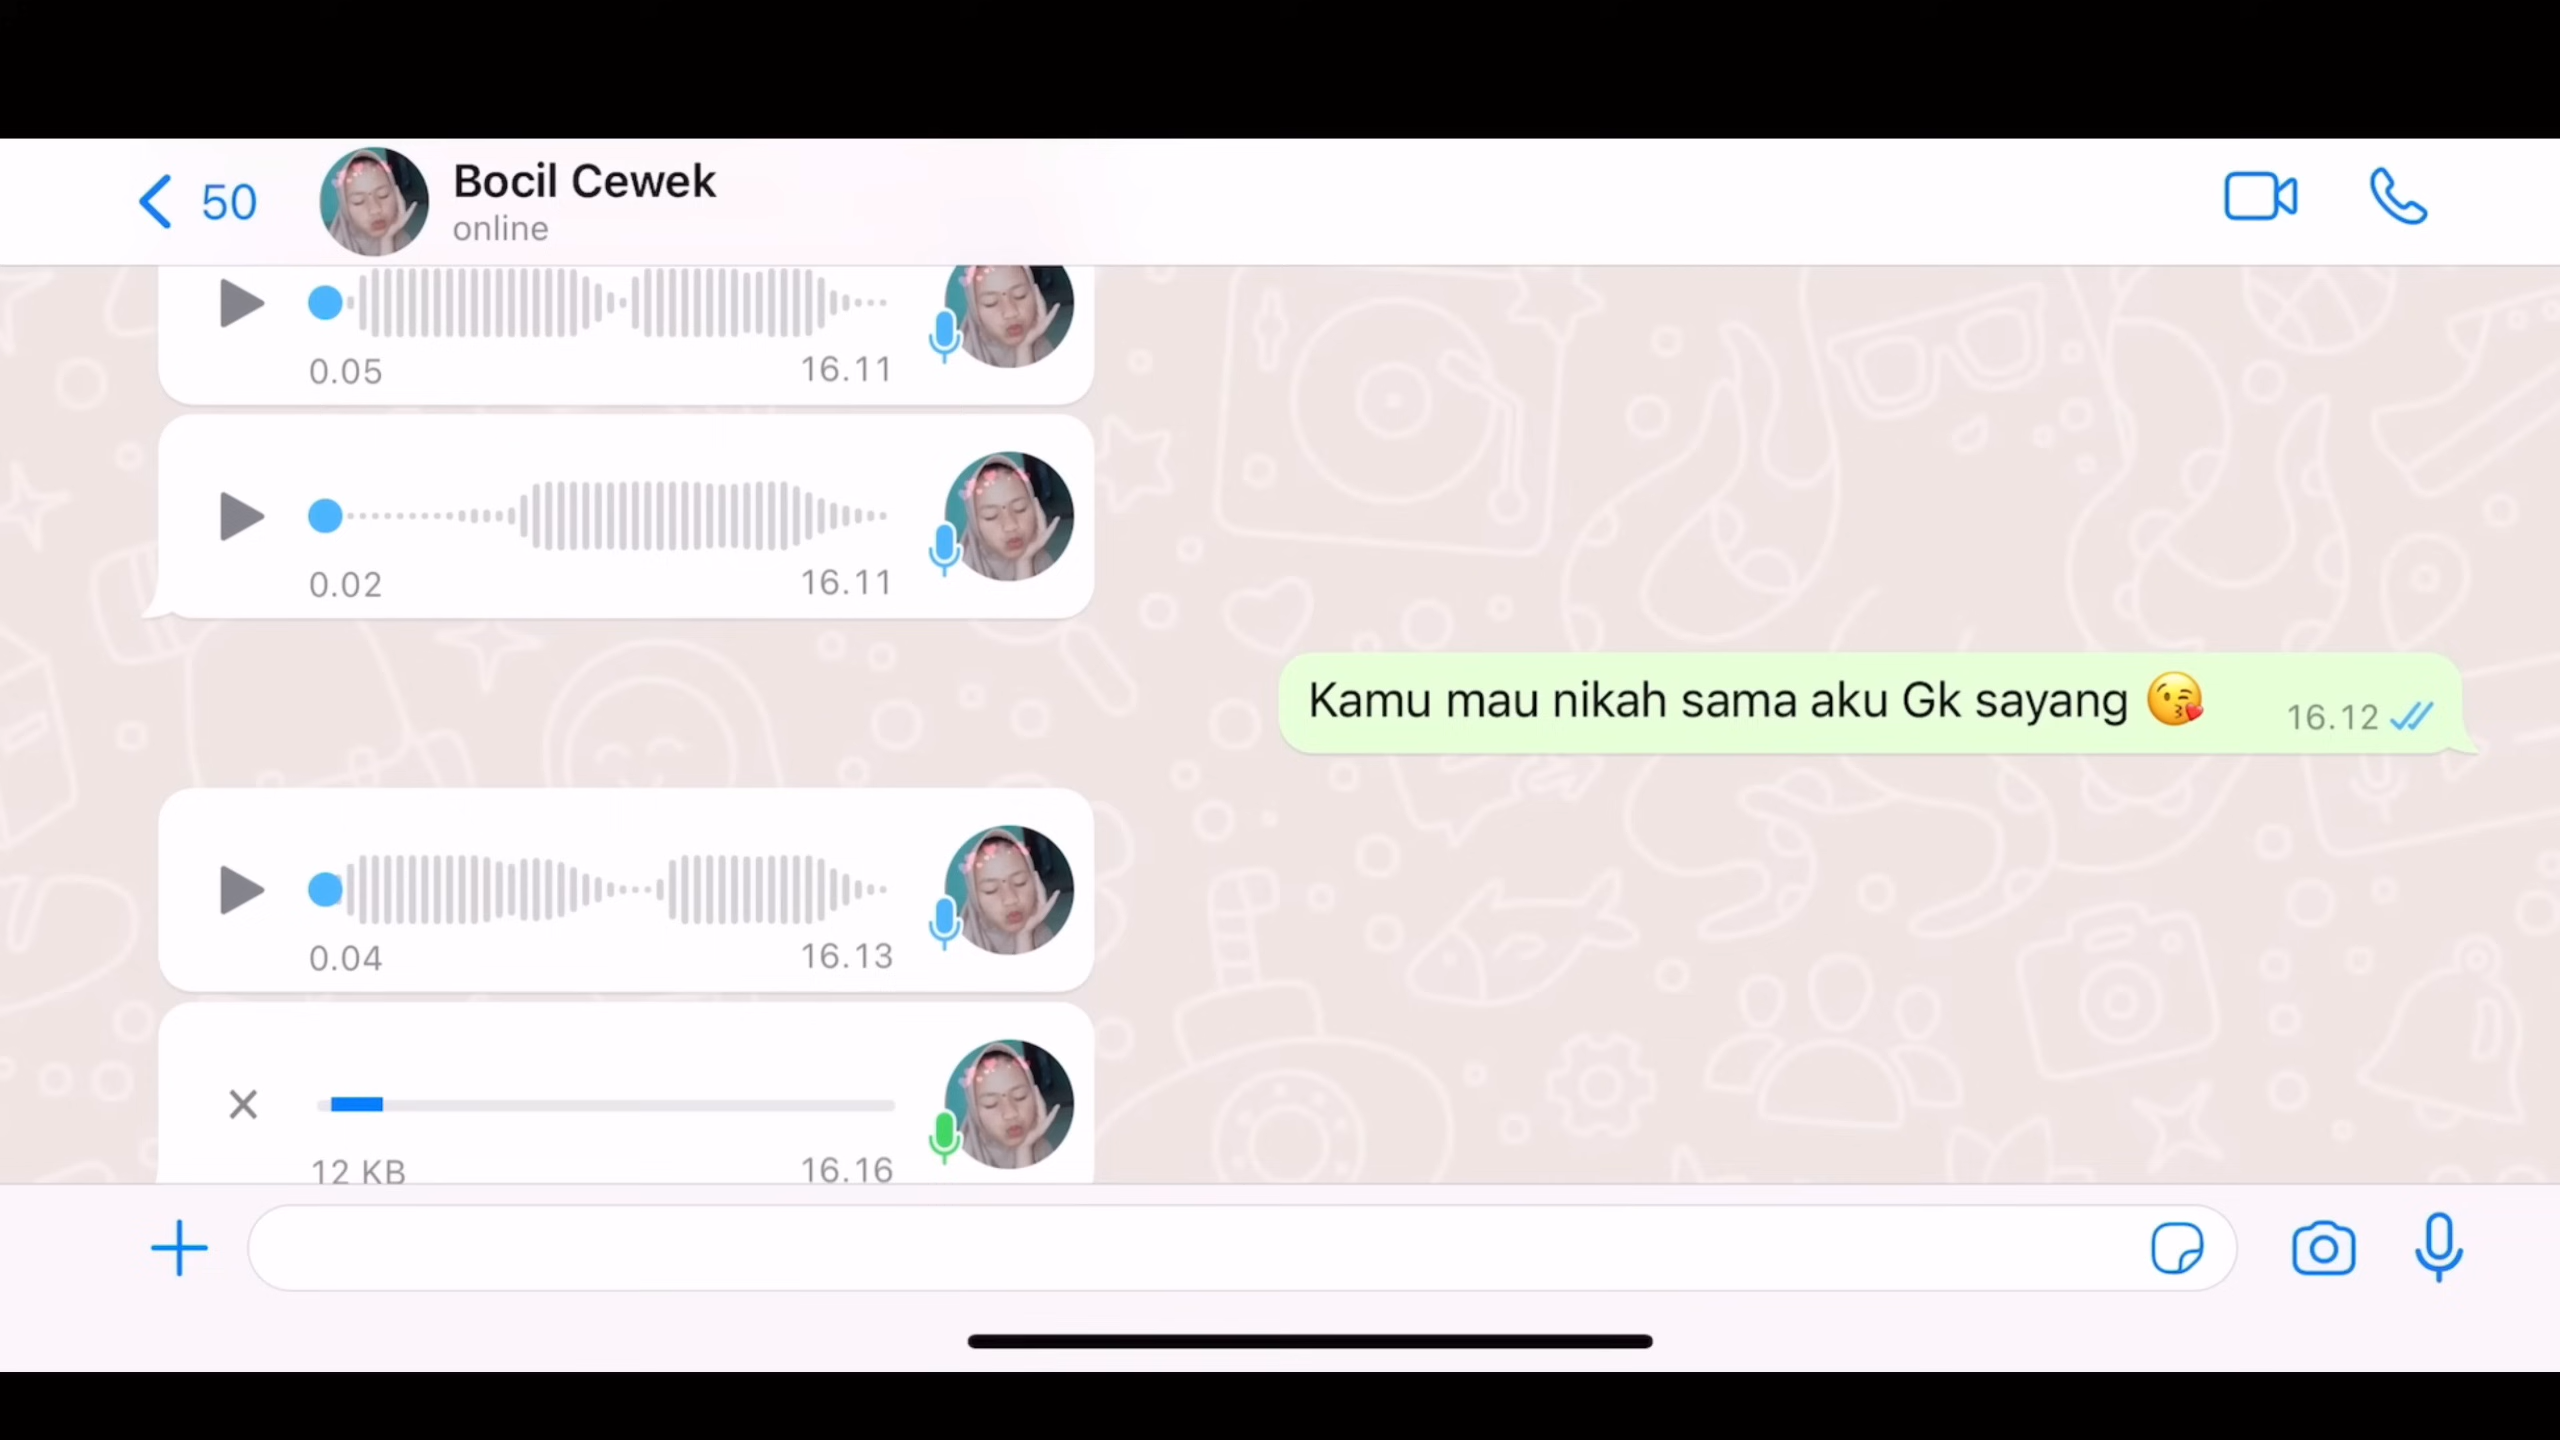 50
Bocil Cewek
online
0.05 16.11
0.02 16.11
Kamu mau nikah sama aku Gk sayang 😘 16.12
0.04 16.13
12 KB 16.16